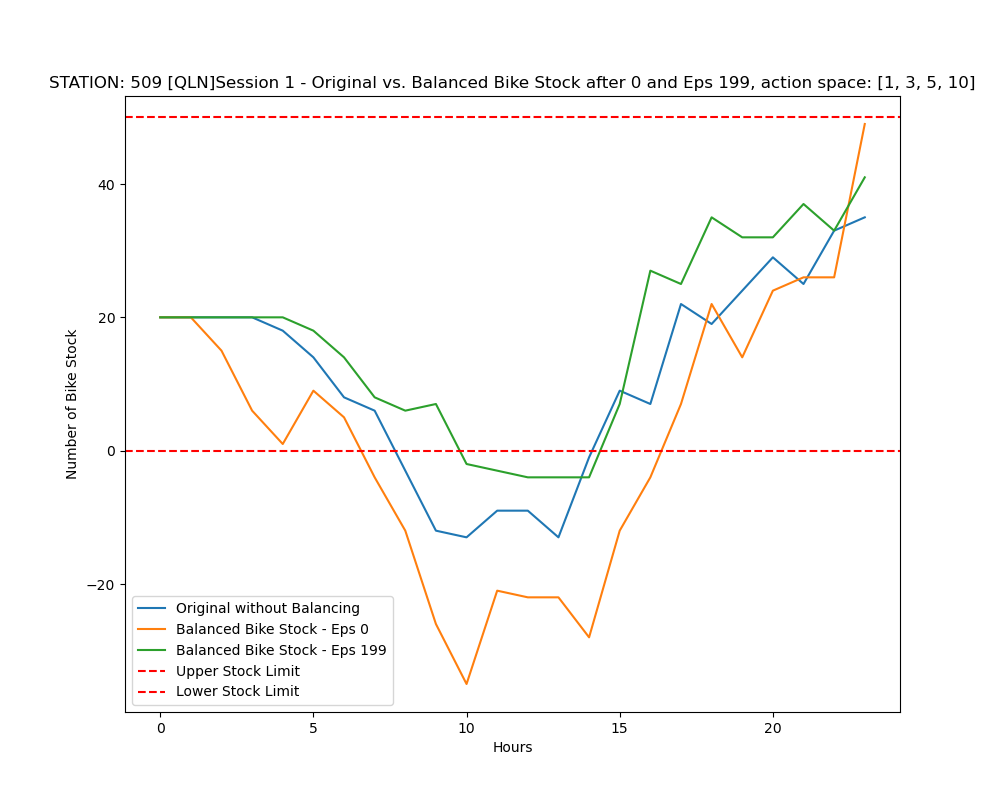 STATION: 509 [QLN]Session 1 - Original vs. Balanced Bike Stock after 0 and Eps 199, action space: [1, 3, 5, 10]
Number of Bike Stock
40
20
0
−20
Original without Balancing
Balanced Bike Stock - Eps 0
Balanced Bike Stock - Eps 199
Upper Stock Limit
Lower Stock Limit
0 5 10 15 20
Hours